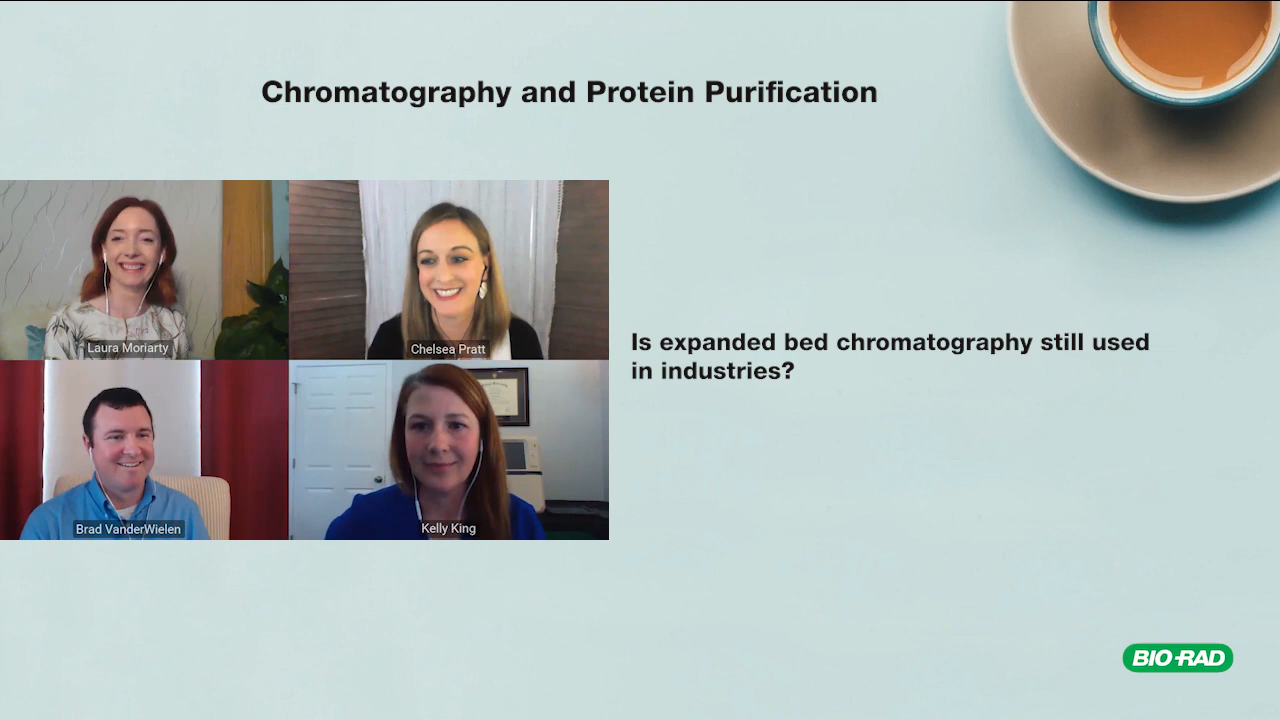 Chromatography and Protein Purification
Laura Moriarty
Chelsea Pratt
Brad VanderWielen
Kelly King
Is expanded bed chromatography still used
in industries?
BIO-RAD